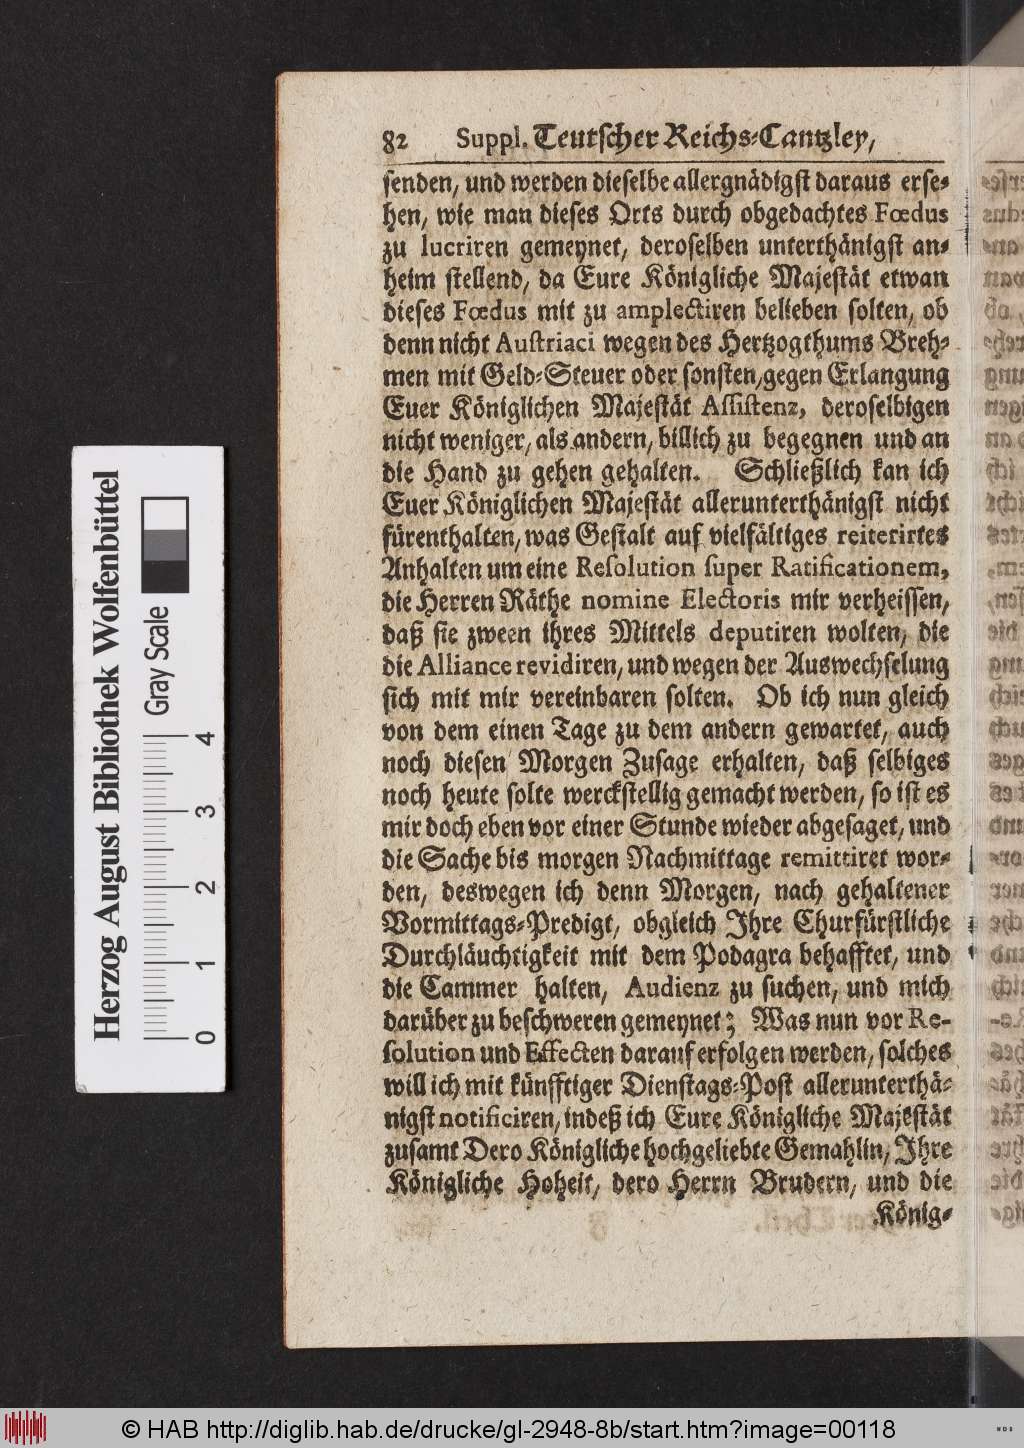 82 Suppl. Teutscher Reichs-Cantzley,
senden, und werden dieselbe allergnädigst daraus erse-
hen, wie man dieses Orts durch obgedachtes Fœdus
zu lucriren gemeynet, deroselben unterthänigst an-
heim stellend, da Eure Königliche Majestät etwan
dieses Fœdus mit zu amplectiren belieben solten, ob
denn nicht Austriaci wegen des Hertzogthums Breh-
men mit Geld-Steuer oder sonsten, gegen Erlangung
Euer Königlichen Majestät Assistenz, deroselbigen
nicht weniger, als andern, billich zu begegnen und an
die Hand zu gehen gehalten. Schließlich kan ich
Euer Königlichen Majestät allerunterthänigst nicht
fürenthalten, was Gestalt auf vielfältiges reiterirtes
Anhalten um eine Resolution super Ratificationem,
die Herren Räthe nomine Electoris mir verheissen,
daß sie zween ihres Mittels deputiren wolten, die
die Alliance revidiren, und wegen der Auswechselung
sich mit mir vereinbaren solten. Ob ich nun gleich
von dem einen Tage zu dem andern gewartet, auch
noch diesen Morgen Zusage erhalten, daß selbiges
noch heute solte werckstellig gemacht werden, so ist es
mir doch eben vor einer Stunde wieder abgesaget, und
die Sache bis morgen Nachmittage remittiret wor-
den, deswegen ich denn Morgen, nach gehaltener
Vormittags-Predigt, obgleich Ihre Churfürstliche
Durchläuchtigkeit mit dem Podagra behafftet, und
die Cammer halten, Audienz zu suchen, und mich
darüber zu beschweren gemeynet; Was nun vor Re-
solution und Effecten darauf erfolgen werden, solches
will ich mit künfftiger Dienstags-Post allerunterthä-
nigst notificiren, indeß ich Eure Königliche Majestät
zusamt Dero Königliche hochgeliebte Gemahlin, Ihre
Königliche Hoheit, dero Herrn Brudern, und die
König-
Herzog August Bibliothek Wolfenbüttel
Gray Scale
0 1 2 3 4
© HAB http://diglib.hab.de/drucke/gl-2948-8b/start.htm?image=00118